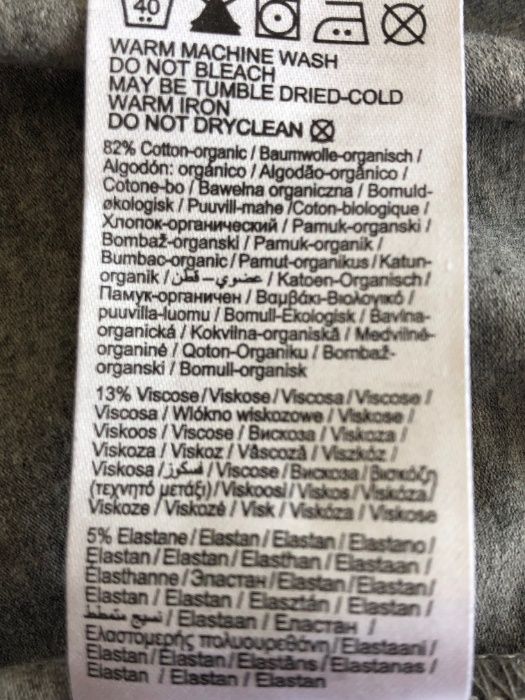 40
WARM MACHINE WASH
DO NOT BLEACH
MAY BE TUMBLE DRIED-COLD
WARM IRON
DO NOT DRYCLEAN
82% Cotton-organic / Baumwolle-organisch /
Algodón: orgánico / Algodão-orgânico /
Cotone-bo / Bawełna organiczna / Bomuld-
økologisk / Puuvill-mahe /Coton-biologique /
Хлопок-органический / Pamuk-organski /
Bombaž-organski / Pamuk-organik /
Bumbac-organic / Pamut-organikus / Katun-
organik / عضوي – قطن / Katoen-Organisch /
Памук-органичен / Βαμβάκι-Βιολογικό /
puuvilla-luomu / Bomull-Ekologisk / Bavlna-
organická / Kokvilna-organiskā / Medvilnė-
organinė / Qoton-Organiku / Bombaž-
organski / Bomull-organisk
13% Viscose / Viskose / Viscosa / Viscose /
Viscosa / Włókno wiskozowe / Viskose /
Viskoos / Viscose / Вискоза / Viskoza /
Viskoza / Viskoz / Vâscoză / Viszkóz /
Viskosa / فسكوز / Viscose / Вискоза / Βισκόζη
(τεχνητό μετάξι) / Viskoosi / Viskos / Viskóza /
Viskoze / Viskozė / Visk / Viskóza / Viskose
5% Elastane / Elastan / Elastan / Elastano /
Elastan / Elastan / Elasthan / Elastaan /
Élasthanne / Эластан / Elastan / Elastan /
Elastan / Elastan / Elasztán / Elastan /
نسيج متمطط / Elastaan / Еластан /
Ελαστομερής πολυουρεθάνη / Elastaani /
Elastan / Elastan / Elastāns / Elastanas /
Elastan / Elastan / Elastan